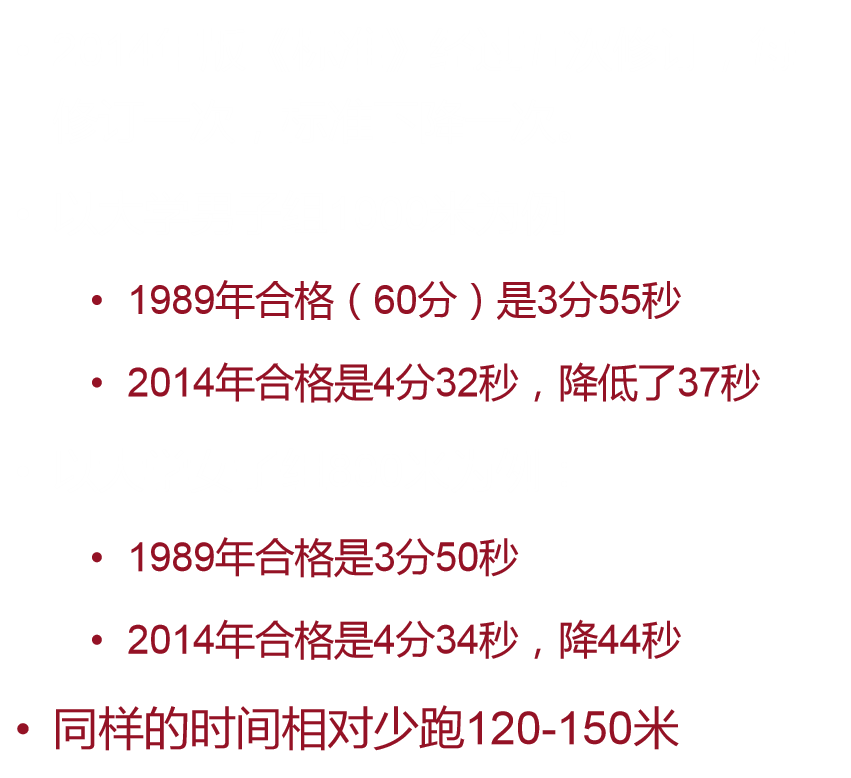 • 1989年合格（60分）是3分55秒
• 2014年合格是4分32秒，降低了37秒
• 1989年合格是3分50秒
• 2014年合格是4分34秒，降44秒
• 同样的时间相对少跑120-150米